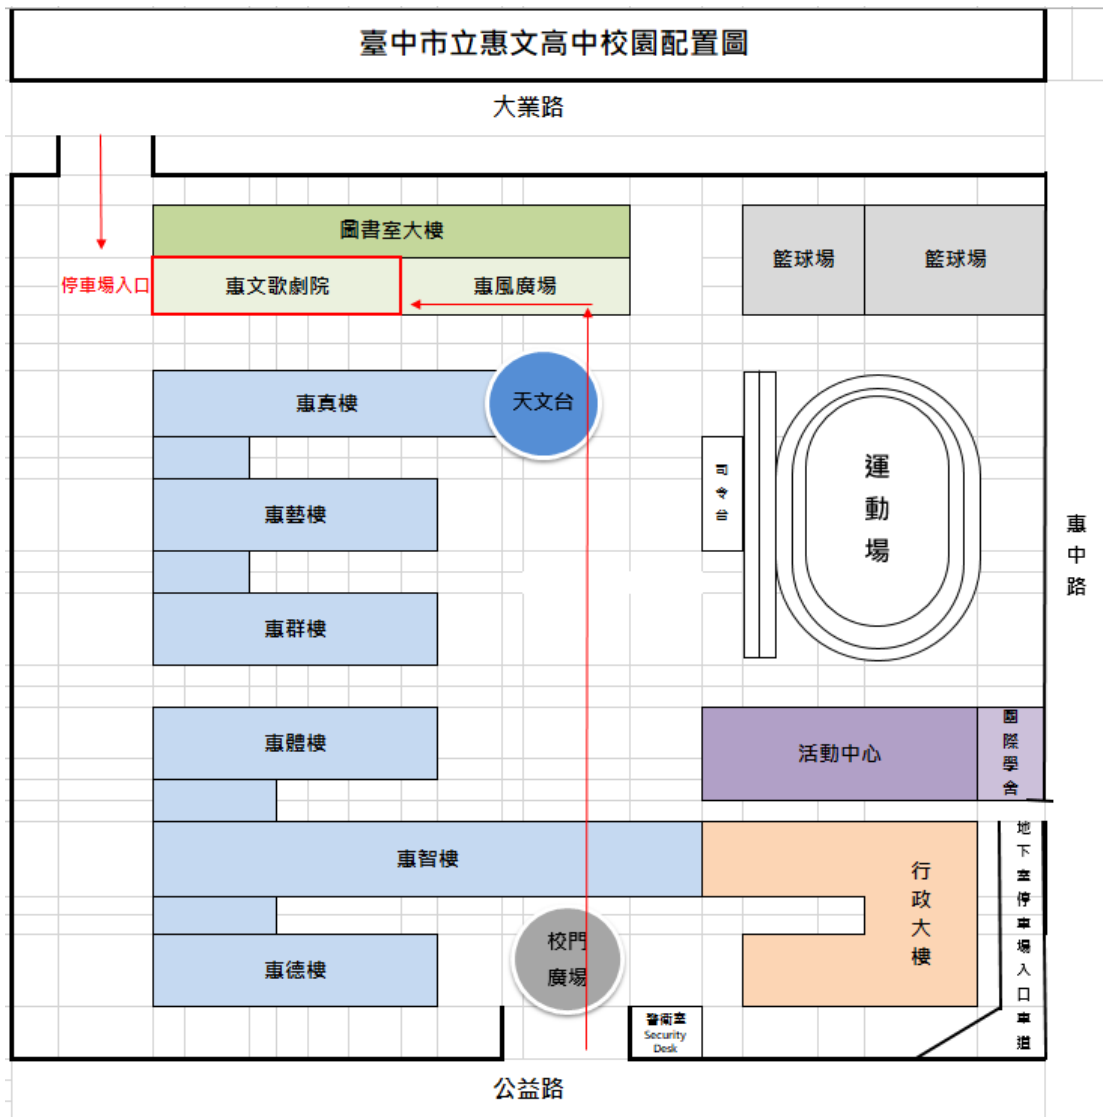 臺中市立惠文高中校園配置圖
大業路
圖書室大樓
停車場入口
惠文歌劇院
惠風廣場
籃球場
籃球場
惠真樓
天文台
司令台
運動場
惠藝樓
惠中路
惠群樓
惠體樓
活動中心
國際學舍
惠智樓
行政大樓
地下室停車場入口車道
校門
廣場
惠德樓
警衛室
Security
Desk
公益路